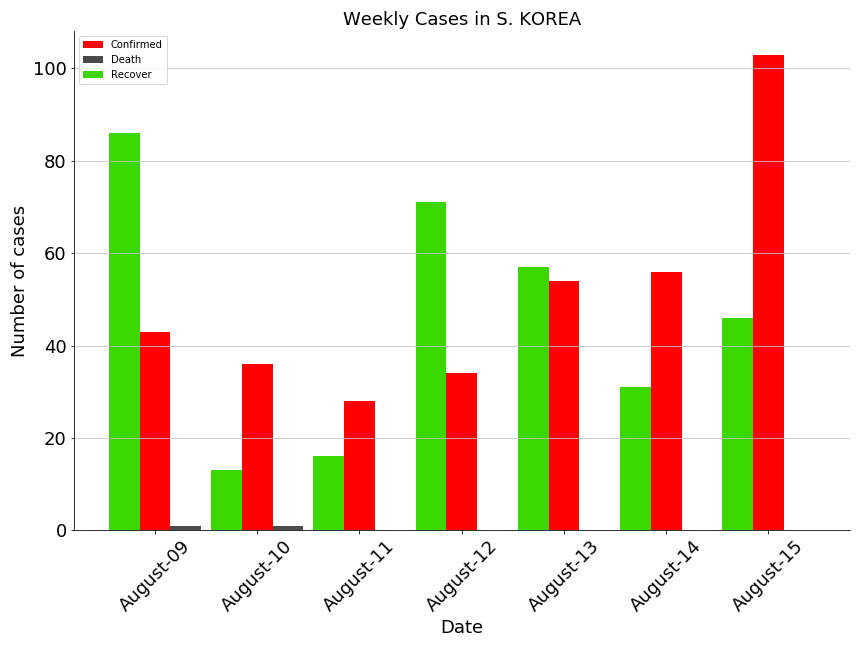 Weekly Cases in S. KOREA
Confirmed
Death
Recover
Number of cases
100
80
60
40
20
0
August-09
August-10
August-11
August-12
August-13
August-14
August-15
Date